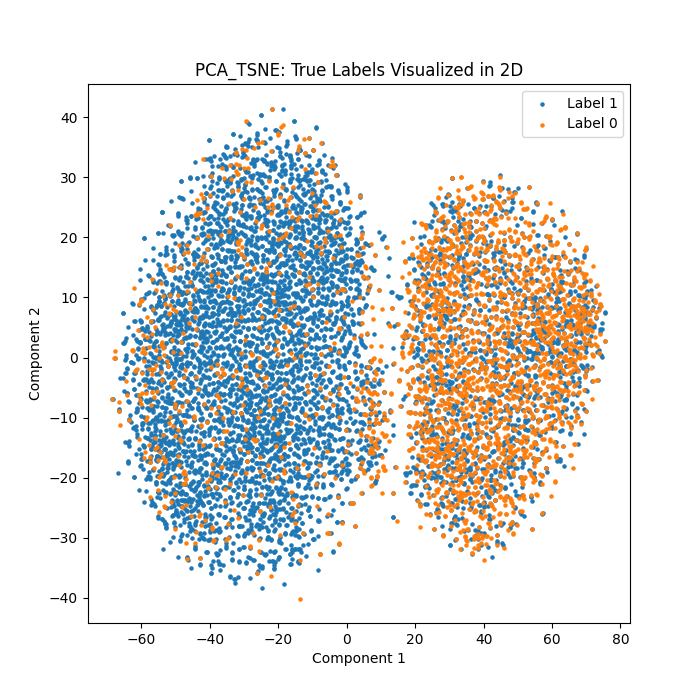 PCA_TSNE: True Labels Visualized in 2D
Label 1
Label 0
Component 2
40
30
20
10
0
−10
−20
−30
−40
−60 −40 −20 0 20 40 60 80
Component 1